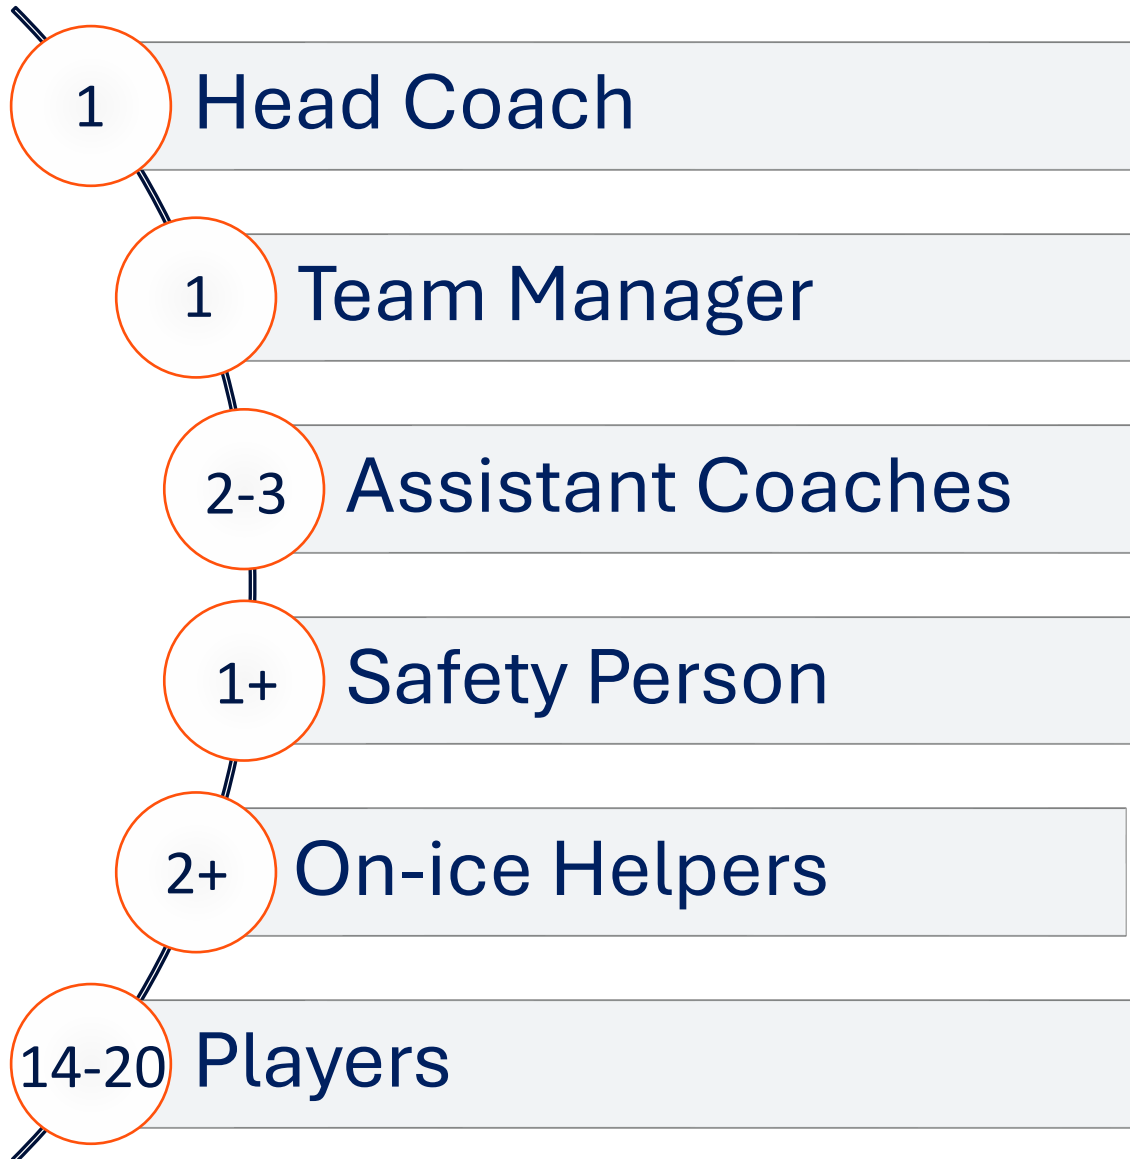 1 Head Coach
1 Team Manager
2-3 Assistant Coaches
1+ Safety Person
2+ On-ice Helpers
14-20 Players